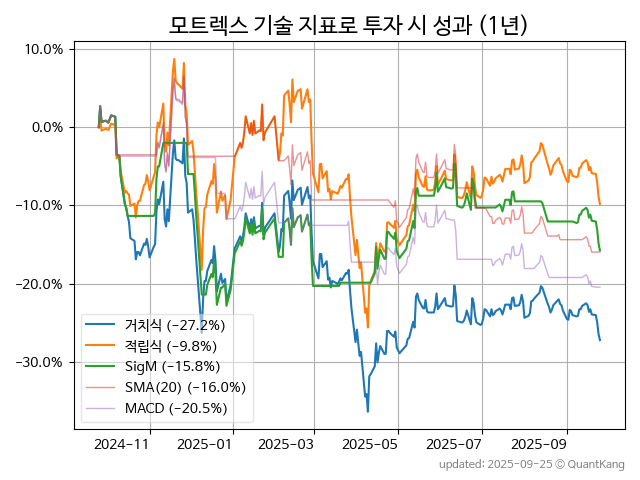 모트렉스 기술 지표로 투자 시 성과 (1년)
10.0%
0.0%
−10.0%
−20.0%
−30.0%
거치식 (−27.2%)
적립식 (−9.8%)
SigM (−15.8%)
SMA(20) (−16.0%)
MACD (−20.5%)
2024-11 2025-01 2025-03 2025-05 2025-07 2025-09
updated: 2025-09-25 © QuantKang